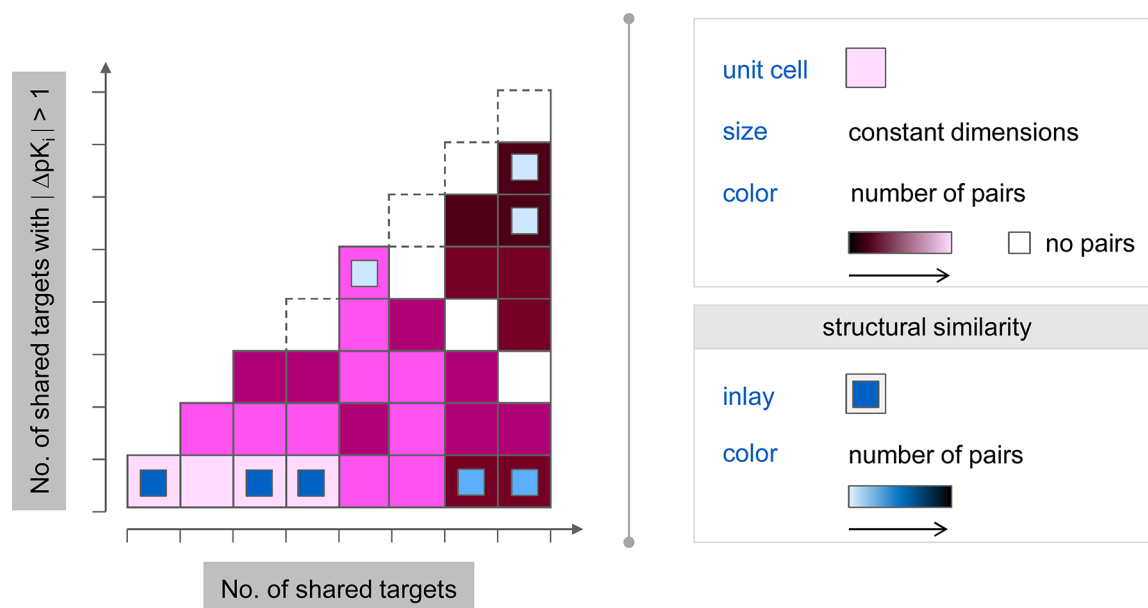 No. of shared targets with | ΔpKi | > 1
No. of shared targets
unit cell
size constant dimensions
color number of pairs
no pairs
structural similarity
inlay
color number of pairs